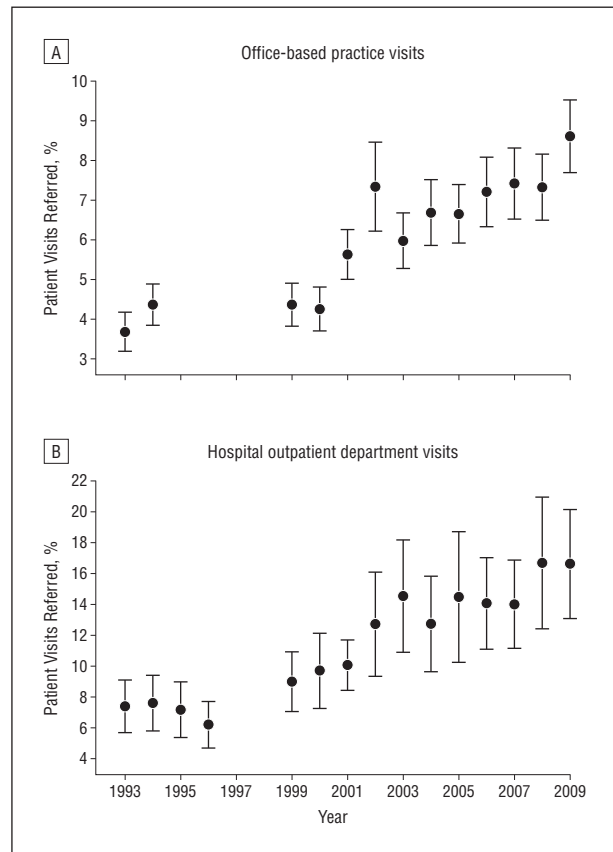 A
Office-based practice visits
10
9
8
7
6
5
4
3
Patient Visits Referred, %
B
Hospital outpatient department visits
22
20
18
16
14
12
10
8
6
4
Patient Visits Referred, %
1993 1995 1997 1999 2001 2003 2005 2007 2009
Year